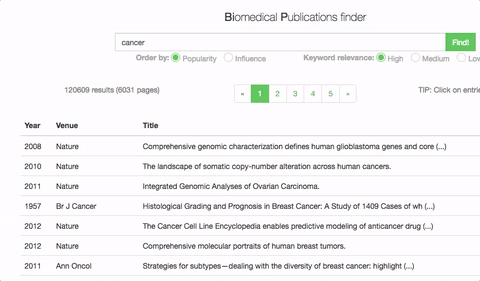 Biomedical Publications finder
cancer Find!
Order by: Popularity Influence Keyword relevance: High Medium Low
120609 results (6031 pages) « 1 2 3 4 5 » TIP: Click on entrie
Year Venue Title
2008 Nature Comprehensive genomic characterization defines human glioblastoma genes and core (...)
2010 Nature The landscape of somatic copy-number alteration across human cancers.
2011 Nature Integrated Genomic Analyses of Ovarian Carcinoma.
1957 Br J Cancer Histological Grading and Prognosis in Breast Cancer: A Study of 1409 Cases of wh (...)
2012 Nature The Cancer Cell Line Encyclopedia enables predictive modeling of anticancer drug (...)
2012 Nature Comprehensive molecular portraits of human breast tumors.
2011 Ann Oncol Strategies for subtypes—dealing with the diversity of breast cancer: highlight (...)